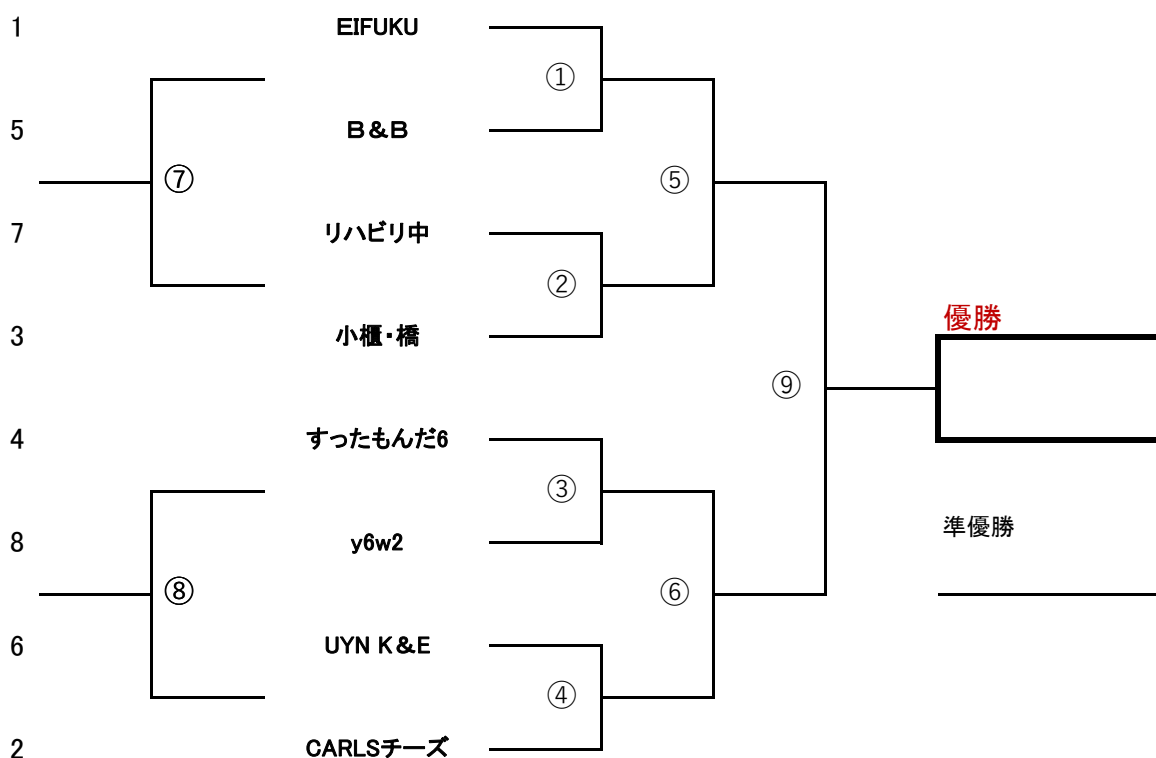 1 EIFUKU
①
5 B&B
⑦ ⑤
7 リハビリ中
②
優勝
3 小櫃・橋
⑨
4 すったもんだ6
③
準優勝
8 y6w2
⑧ ⑥
6 UYN K&E
④
2 CARLSチーズ